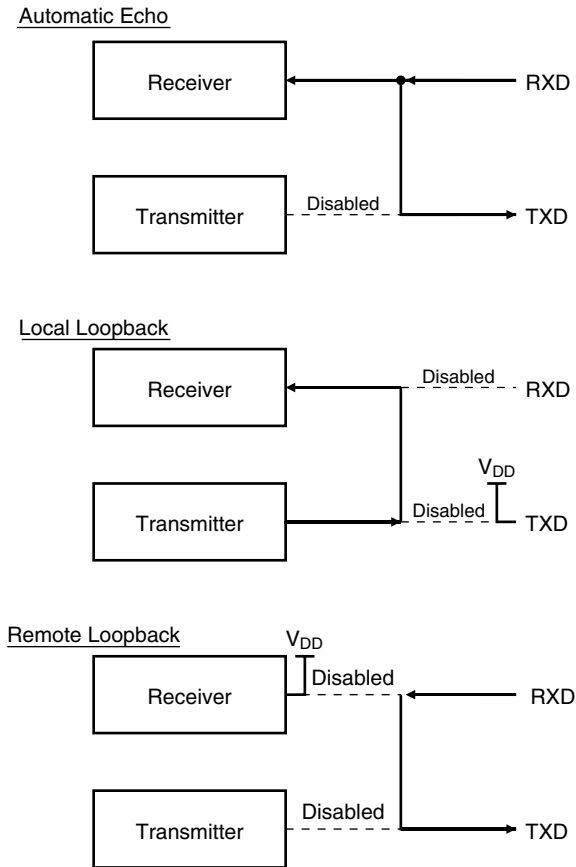 Automatic Echo
Receiver
RXD
Transmitter
Disabled
TXD
Local Loopback
Receiver
Disabled
RXD
VDD
Transmitter
Disabled
TXD
Remote Loopback
VDD
Receiver
Disabled
RXD
Transmitter
Disabled
TXD